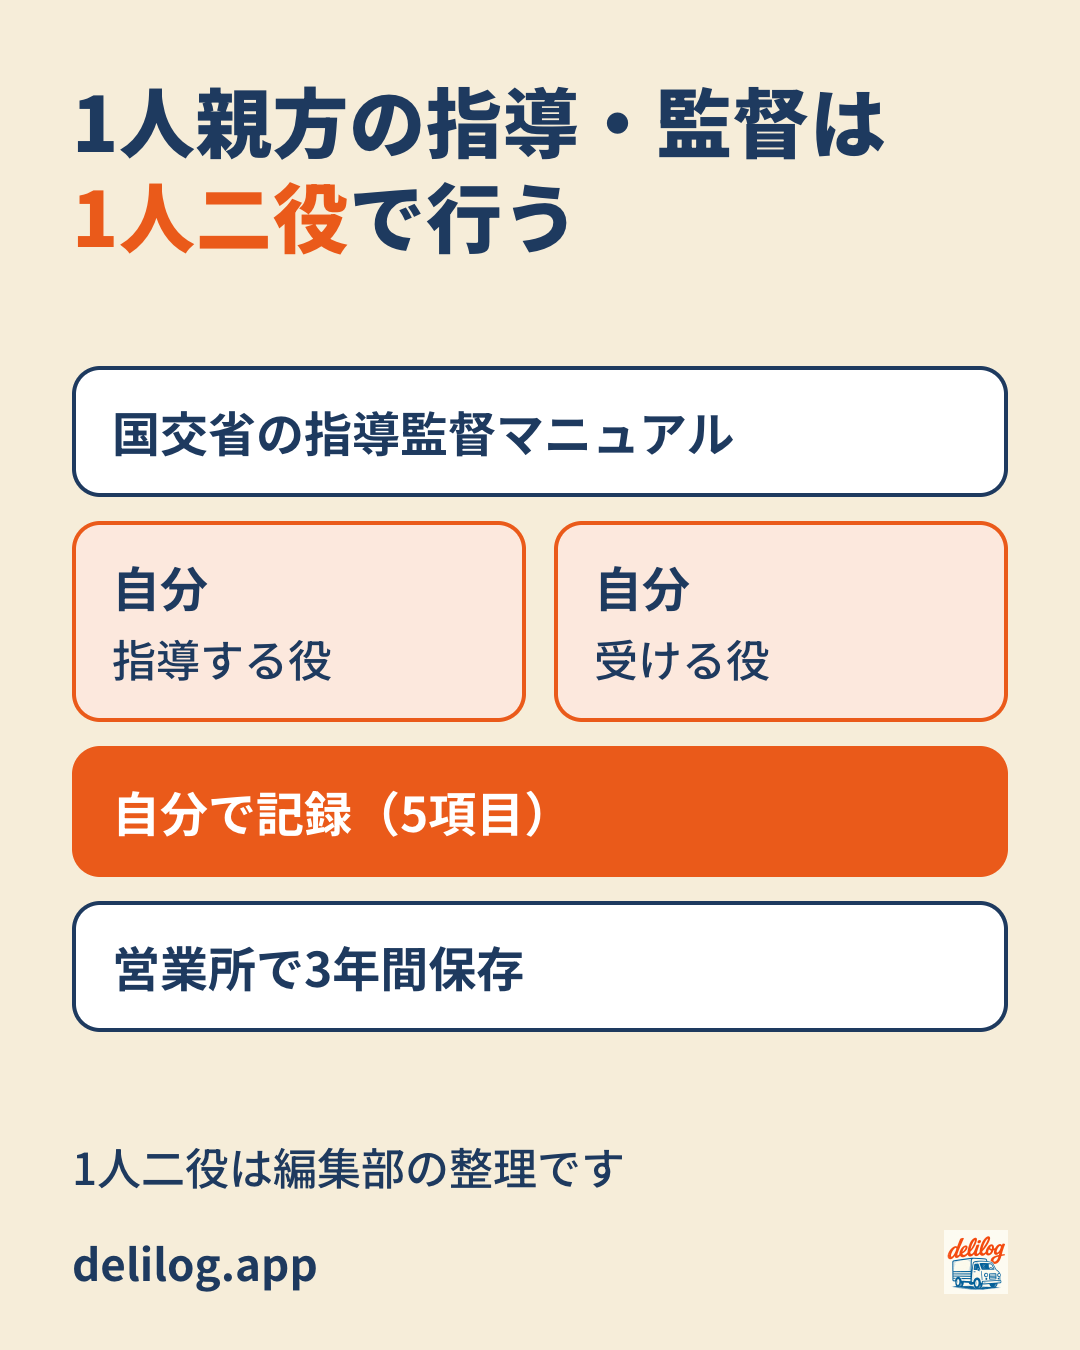 1人親方の指導・監督は
1人二役で行う
国交省の指導監督マニュアル
自分
指導する役
自分
受ける役
自分で記録（5項目）
営業所で3年間保存
1人二役は編集部の整理です
delilog.app
delilog